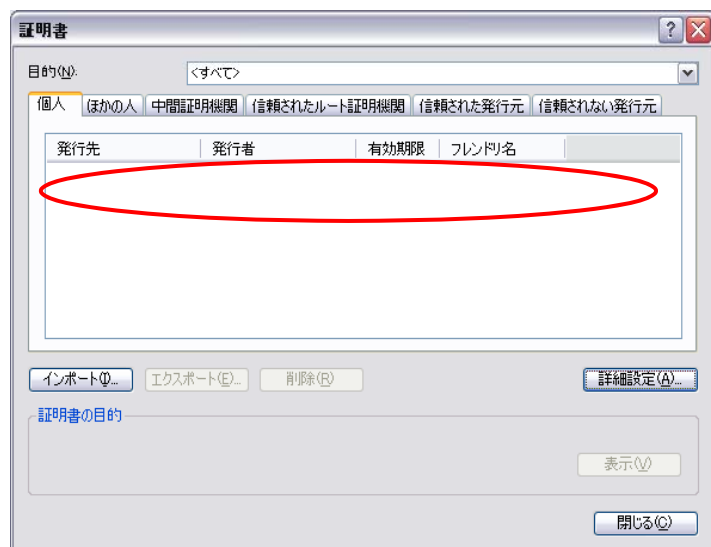 証明書
目的(N):
<すべて>
個人 ほかの人 中間証明機関 信頼されたルート証明機関 信頼された発行元 信頼されない発行元
発行先 発行者 有効期限 フレンドリ名
インポート(I)... エクスポート(E)... 削除(R) 詳細設定(A)...
証明書の目的
表示(V)
閉じる(C)